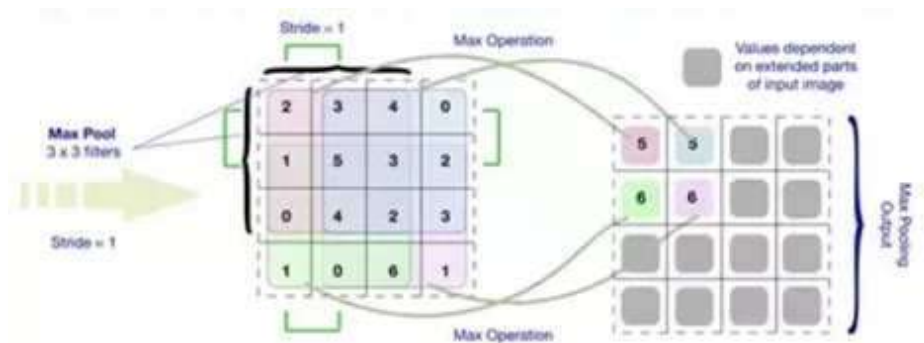 Stride = 1
Max Operation
Values dependent
on extended parts
of input image
Max Pool
3 x 3 filters
2 3 4 0
1 5 3 2
0 4 2 3
1 0 6 1
Stride = 1
5 5
6 6
Max Pooling
Output
Max Operation